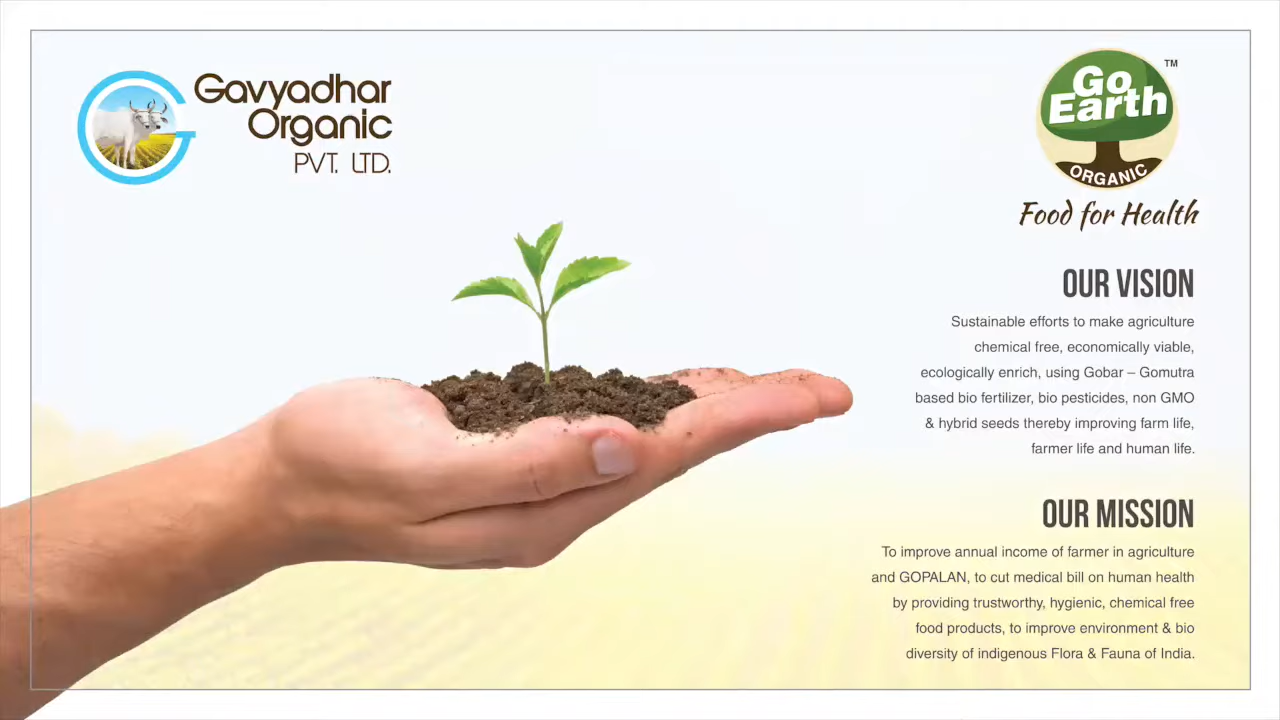 Gavyadhar
Organic
PVT. LTD.
Go
Earth
TM
ORGANIC
Food for Health
OUR VISION
Sustainable efforts to make agriculture
chemical free, economically viable,
ecologically enrich, using Gobar – Gomutra
based bio fertilizer, bio pesticides, non GMO
& hybrid seeds thereby improving farm life,
farmer life and human life.
OUR MISSION
To improve annual income of farmer in agriculture
and GOPALAN, to cut medical bill on human health
by providing trustworthy, hygienic, chemical free
food products, to improve environment & bio
diversity of indigenous Flora & Fauna of India.